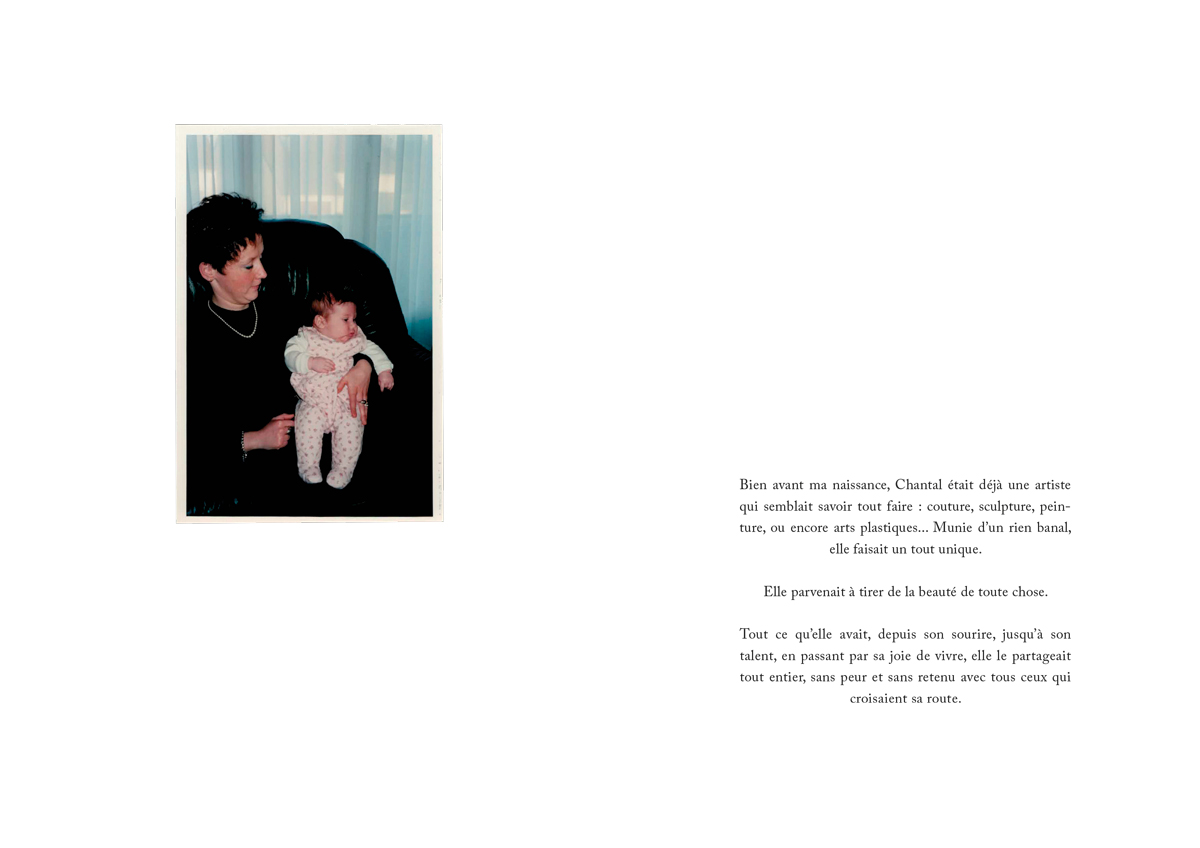 Bien avant ma naissance, Chantal était déjà une artiste
qui semblait savoir tout faire : couture, sculpture, pein-
ture, ou encore arts plastiques... Munie d’un rien banal,
elle faisait un tout unique.
Elle parvenait à tirer de la beauté de toute chose.
Tout ce qu’elle avait, depuis son sourire, jusqu’à son
talent, en passant par sa joie de vivre, elle le partageait
tout entier, sans peur et sans retenu avec tous ceux qui
croisaient sa route.